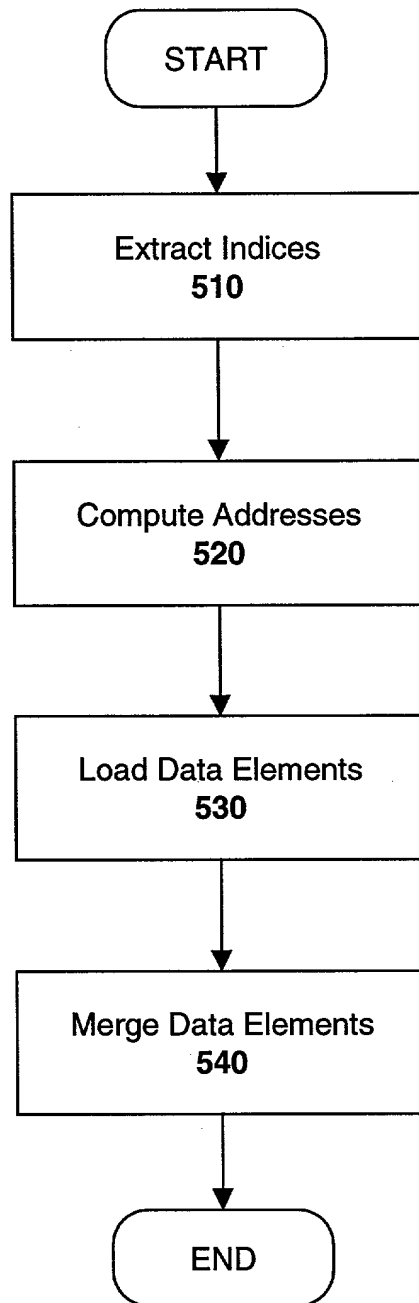 START
Extract Indices
510
Compute Addresses
520
Load Data Elements
530
Merge Data Elements
540
END